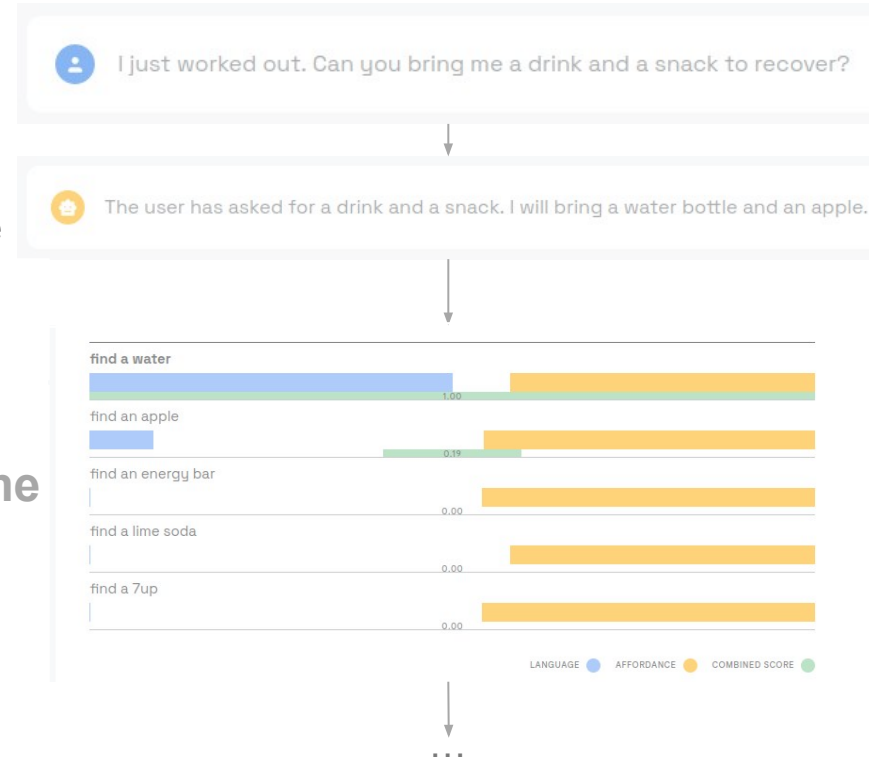 I just worked out. Can you bring me a drink and a snack to recover?
The user has asked for a drink and a snack. I will bring a water bottle and an apple.
find a water
1.00
find an apple
0.19
find an energy bar
0.00
find a lime soda
0.00
find a 7up
0.00
LANGUAGE AFFORDANCE COMBINED SCORE
...